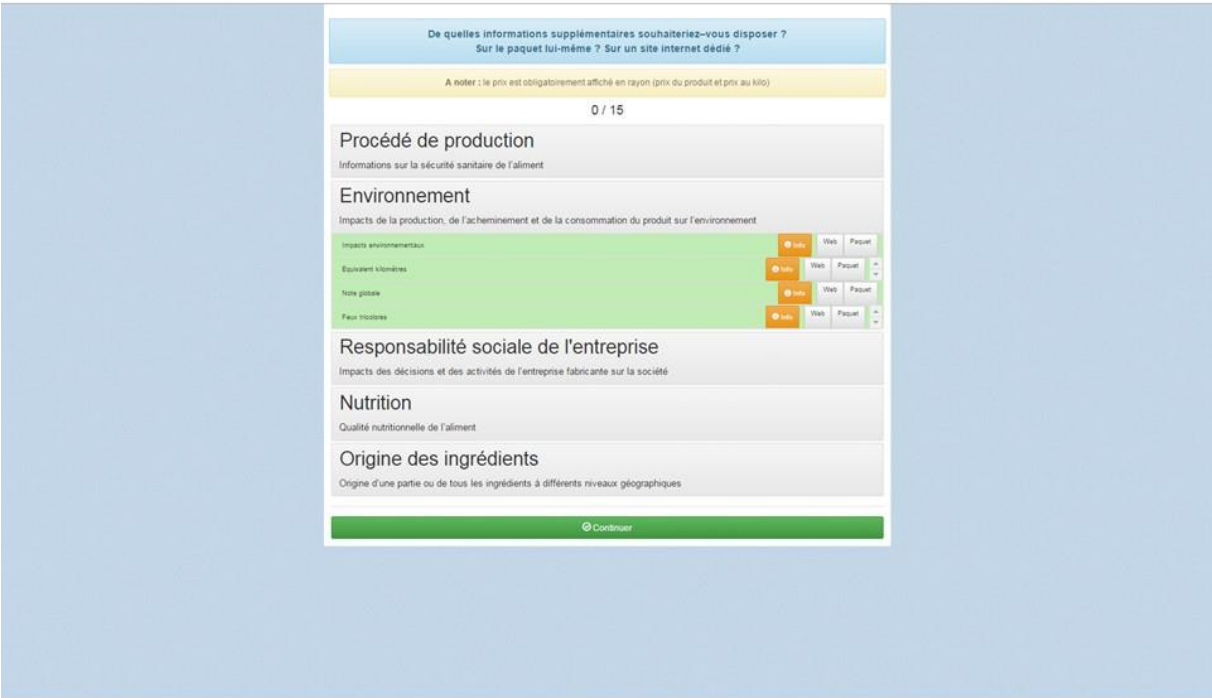 De quelles informations supplémentaires souhaiteriez–vous disposer ?
Sur le paquet lui-même ? Sur un site internet dédié ?
A noter : le prix est obligatoirement affiché en rayon (prix du produit et prix au kilo)
0 / 15
Procédé de production
Informations sur la sécurité sanitaire de l'aliment
Environnement
Impacts de la production, de l'acheminement et de la consommation du produit sur l'environnement
Impacts environnementaux Info Web Paquet
Equivalent kilomètres Info Web Paquet
Note globale Info Web Paquet
Feux tricolores Info Web Paquet
Responsabilité sociale de l'entreprise
Impacts des décisions et des activités de l'entreprise fabricante sur la société
Nutrition
Qualité nutritionnelle de l'aliment
Origine des ingrédients
Origine d'une partie ou de tous les ingrédients à différents niveaux géographiques
Continuer